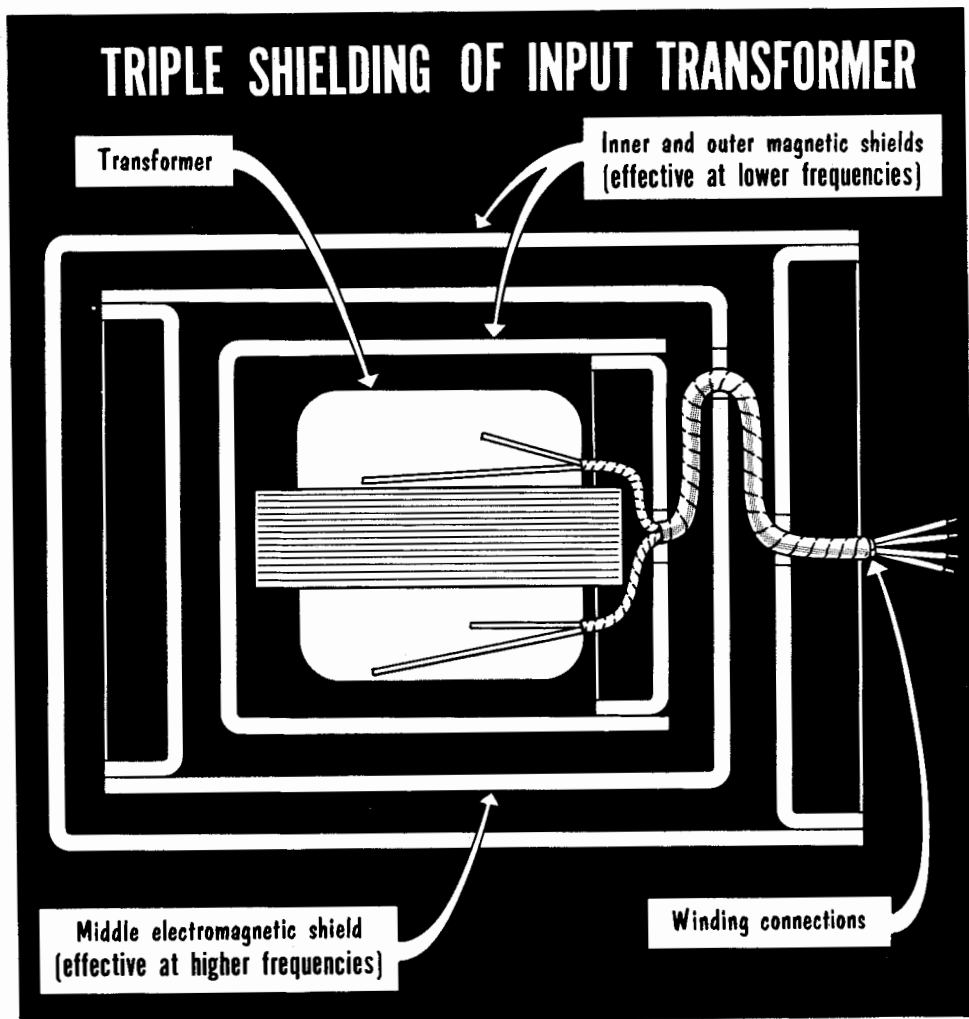 TRIPLE SHIELDING OF INPUT TRANSFORMER
Transformer
Inner and outer magnetic shields
(effective at lower frequencies)
Middle electromagnetic shield
(effective at higher frequencies)
Winding connections